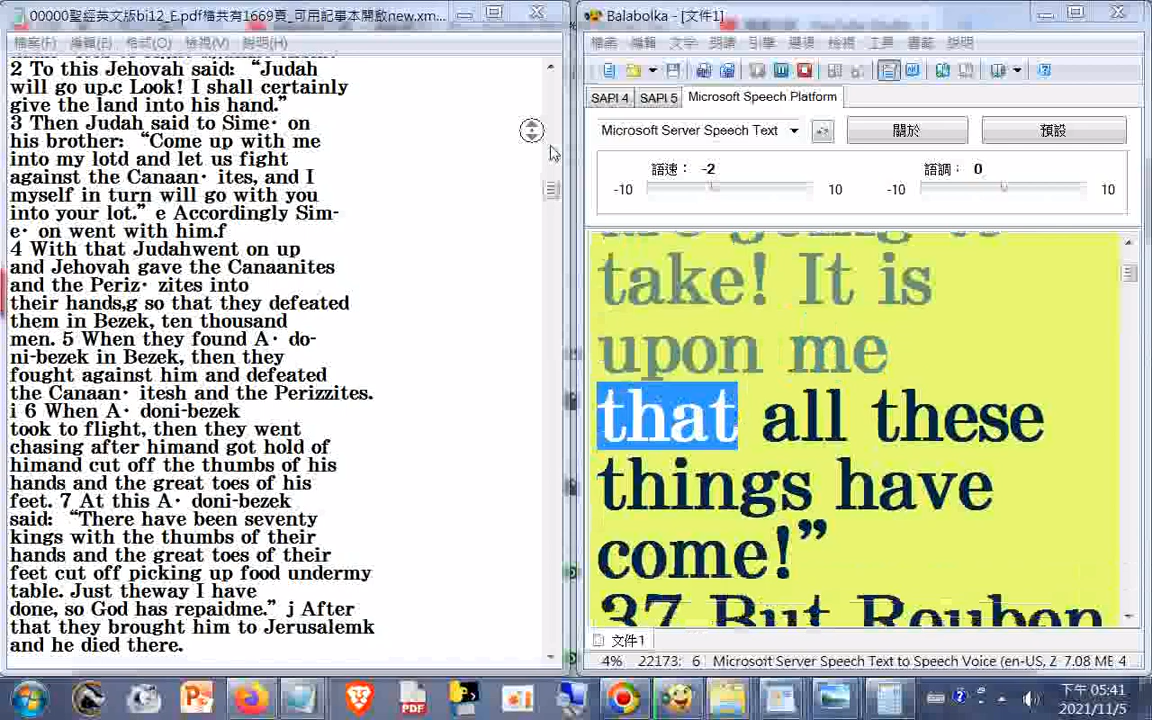 00000聖經英文版bi12_E.pdf檔共有1669頁_可用記事本開啟new.xm...
檔案(F) 編輯(E) 格式(O) 檢視(V) 說明(H)
2 To this Jehovah said: “Judah
will go up.c Look! I shall certainly
give the land into his hand.”
3 Then Judah said to Sime· on
his brother: “Come up with me
into my lotd and let us fight
against the Canaan· ites, and I
myself in turn will go with you
into your lot.” e Accordingly Sim-
e· on went with him.f
4 With that Judahwent on up
and Jehovah gave the Canaanites
and the Periz· zites into
their hands,g so that they defeated
them in Bezek, ten thousand
men. 5 When they found A· do-
ni-bezek in Bezek, then they
fought against him and defeated
the Canaan· itesh and the Perizzites.
i 6 When A· doni-bezek
took to flight, then they went
chasing after himand got hold of
himand cut off the thumbs of his
hands and the great toes of his
feet. 7 At this A· doni-bezek
said: “There have been seventy
kings with the thumbs of their
hands and the great toes of their
feet cut off picking up food undermy
table. Just theway I have
done, so God has repaidme.” j After
that they brought him to Jerusalemk
and he died there.
Balabolka - [文件1]
檔案 編輯 文字 朗讀 引擎 選項 檢視 工具 書籤 說明
SAPI 4 SAPI 5 Microsoft Speech Platform
Microsoft Server Speech Text 關於 預設
語速： -2 語調： 0
-10 10 -10 10
are going to
take! It is
upon me
that all these
things have
come!”
37 But Reuben
文件1
4% 22173: 6 Microsoft Server Speech Text to Speech Voice (en-US, Z 7.08 ME 4
PDF
下午 05:41
2021/11/5